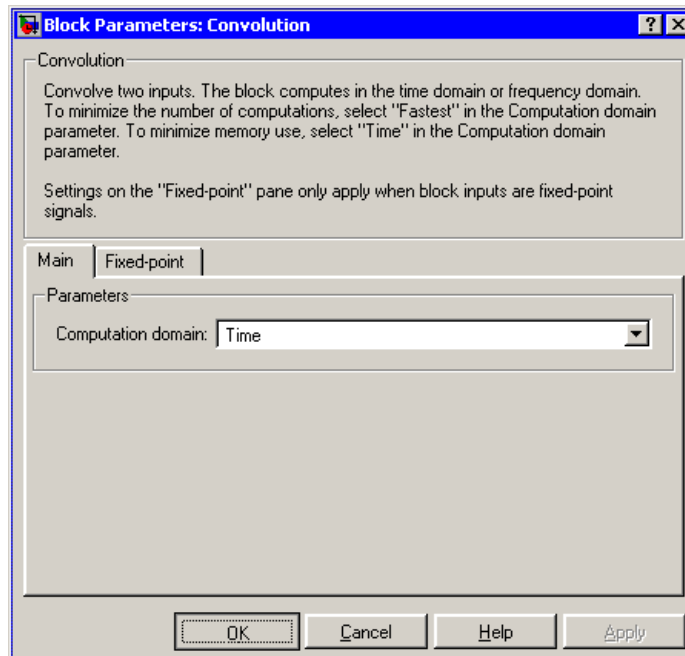 Block Parameters: Convolution
Convolution
Convolve two inputs. The block computes in the time domain or frequency domain.
To minimize the number of computations, select "Fastest" in the Computation domain
parameter. To minimize memory use, select "Time" in the Computation domain
parameter.
Settings on the "Fixed-point" pane only apply when block inputs are fixed-point
signals.
Main Fixed-point
Parameters
Computation domain: Time
OK Cancel Help Apply